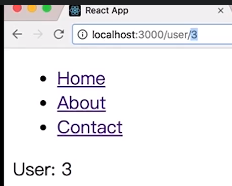 React App
localhost:3000/user/3
Home
About
Contact
User: 3